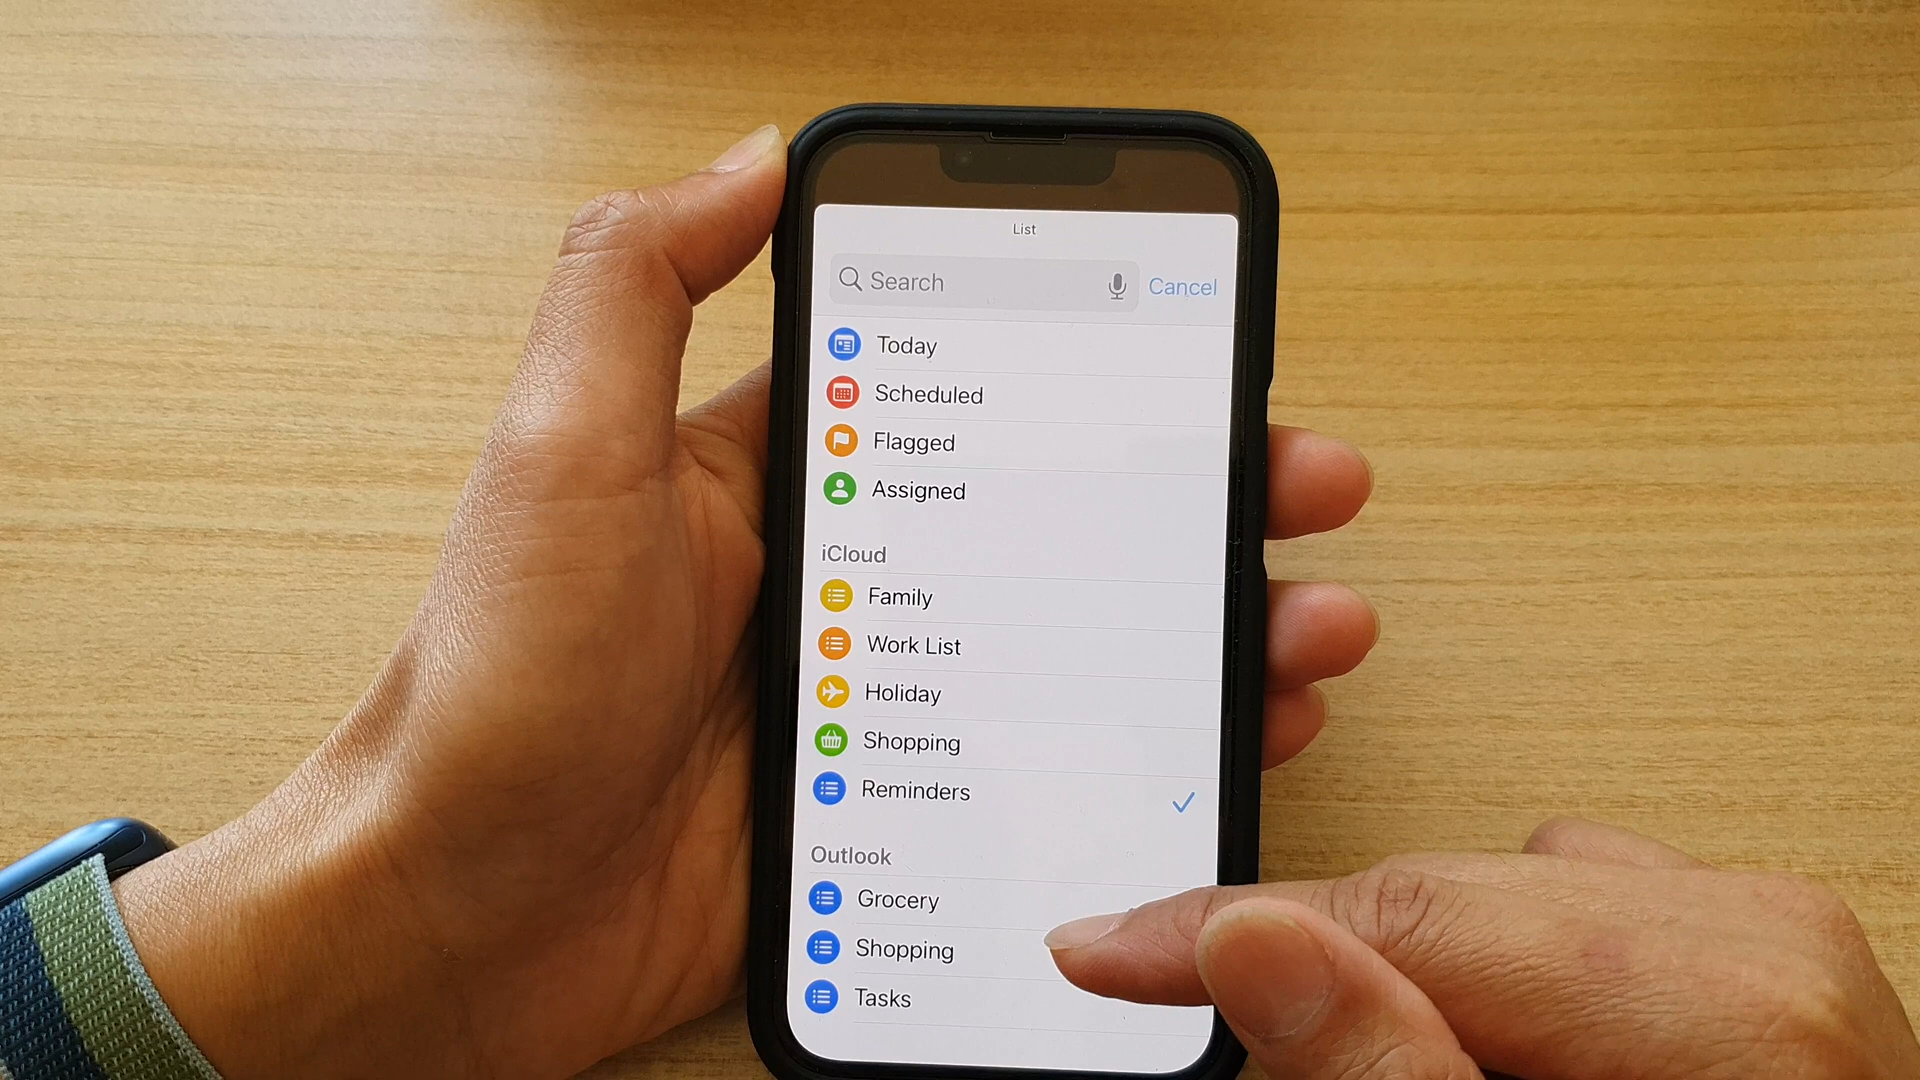 List
Search
Cancel
Today
Scheduled
Flagged
Assigned
iCloud
Family
Work List
Holiday
Shopping
Reminders
Outlook
Grocery
Shopping
Tasks